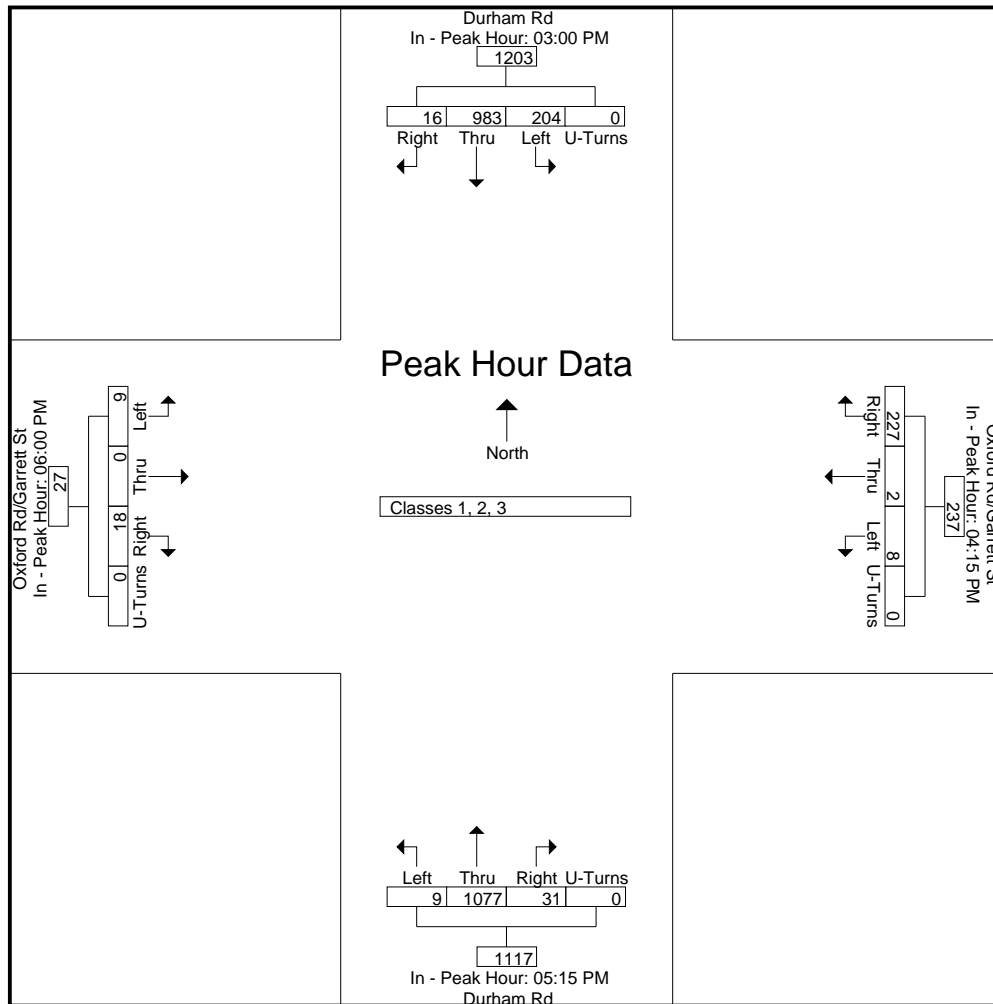 Durham Rd
In - Peak Hour: 03:00 PM
1203
16 983 204 0
Right Thru Left U-Turns
Peak Hour Data
North
Classes 1, 2, 3
Oxford Rd/Garrett St
In - Peak Hour: 06:00 PM
27
9 0 18 0
Left Thru Right U-Turns
Oxford Rd/Garrett St
In - Peak Hour: 04:15 PM
237
227 2 8 0
Right Thru Left U-Turns
Left Thru Right U-Turns
9 1077 31 0
1117
In - Peak Hour: 05:15 PM
Durham Rd